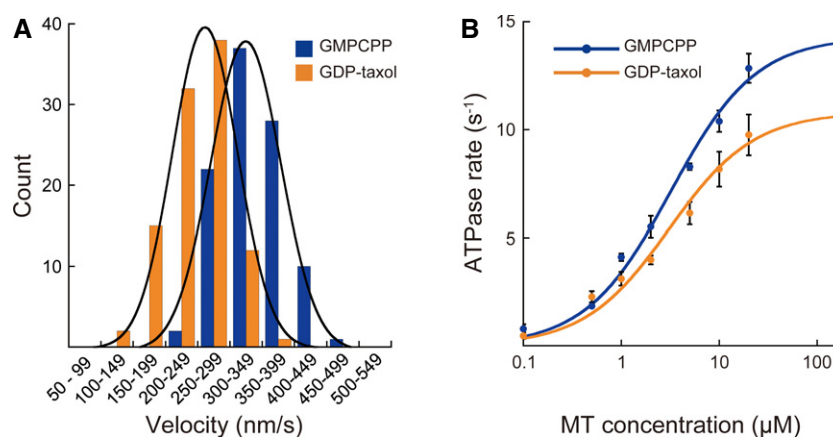 A
40
30
20
10
Count
GMPCPP
GDP-taxol
50 - 99
100-149
150-199
200-249
250-299
300-349
350-399
400-449
450-499
500-549
Velocity (nm/s)
B
15
10
5
ATPase rate (s⁻¹)
GMPCPP
GDP-taxol
0.1
1
10
100
MT concentration (µM)